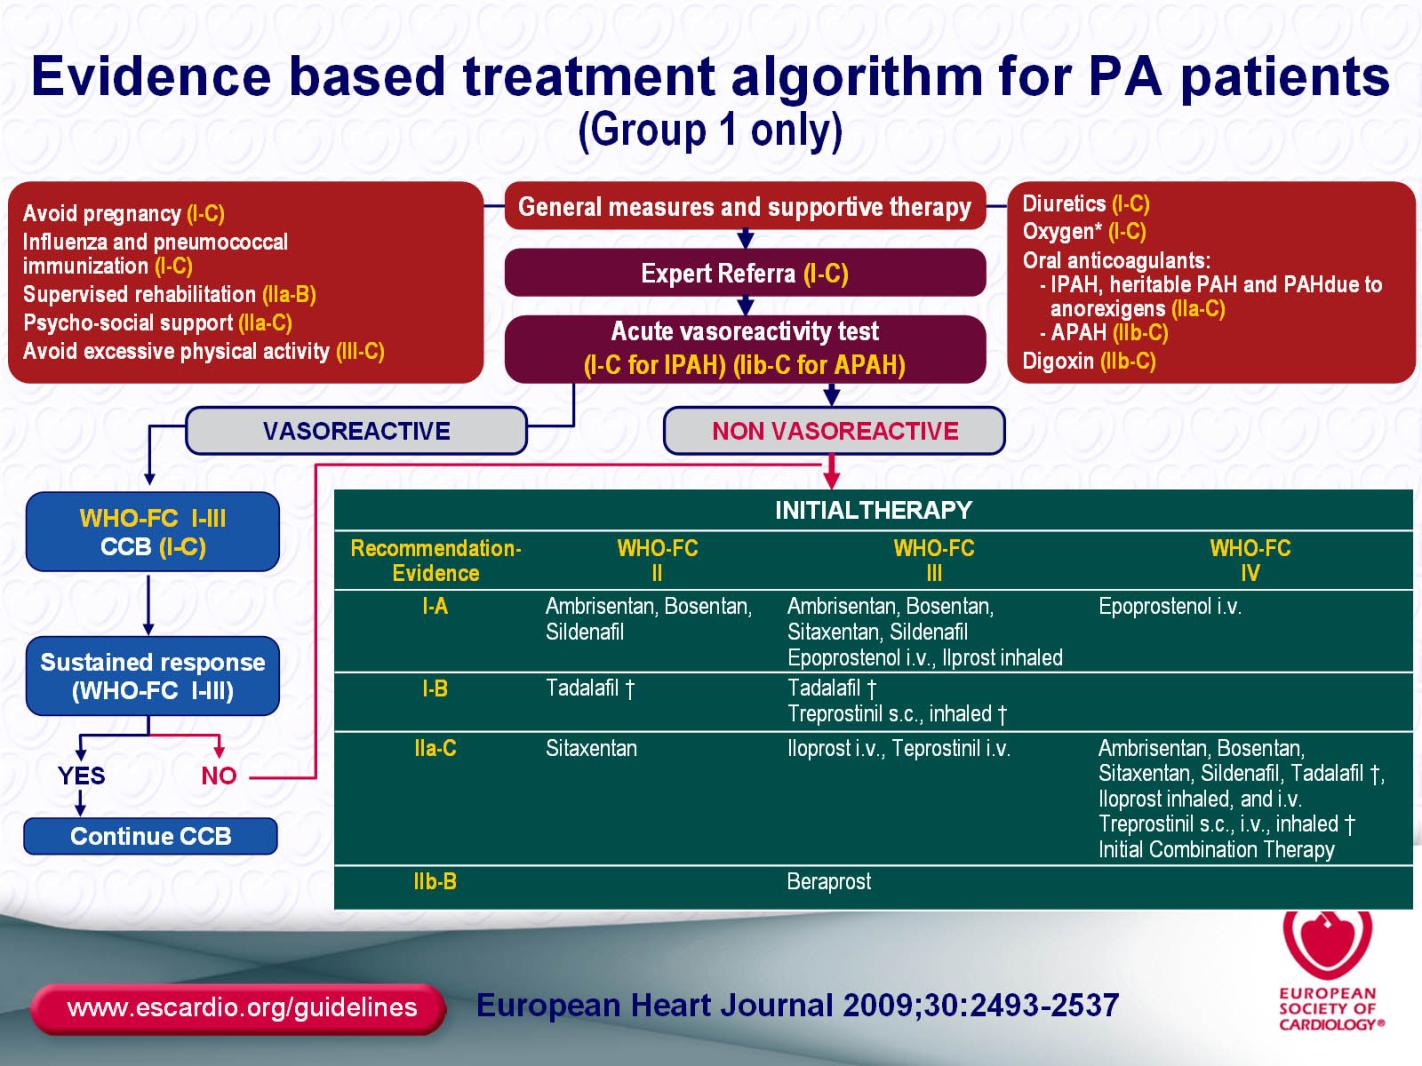 Evidence based treatment algorithm for PA patients
(Group 1 only)
Avoid pregnancy (I-C)
Influenza and pneumococcal
immunization (I-C)
Supervised rehabilitation (IIa-B)
Psycho-social support (IIa-C)
Avoid excessive physical activity (III-C)
General measures and supportive therapy
Expert Referra (I-C)
Acute vasoreactivity test
(I-C for IPAH) (Iib-C for APAH)
Diuretics (I-C)
Oxygen* (I-C)
Oral anticoagulants:
- IPAH, heritable PAH and PAHdue to
anorexigens (IIa-C)
- APAH (IIb-C)
Digoxin (IIb-C)
VASOREACTIVE
NON VASOREACTIVE
WHO-FC I-III
CCB (I-C)
Sustained response
(WHO-FC I-III)
YES
NO
Continue CCB
INITIALTHERAPY
Recommendation-
Evidence
WHO-FC
II
WHO-FC
III
WHO-FC
IV
I-A
Ambrisentan, Bosentan,
Sildenafil
Ambrisentan, Bosentan,
Sitaxentan, Sildenafil
Epoprostenol i.v., Ilprost inhaled
Epoprostenol i.v.
I-B
Tadalafil †
Tadalafil †
Treprostinil s.c., inhaled †
IIa-C
Sitaxentan
Iloprost i.v., Teprostinil i.v.
Ambrisentan, Bosentan,
Sitaxentan, Sildenafil, Tadalafil †,
Iloprost inhaled, and i.v.
Treprostinil s.c., i.v., inhaled †
Initial Combination Therapy
IIb-B
Beraprost
www.escardio.org/guidelines
European Heart Journal 2009;30:2493-2537
EUROPEAN
SOCIETY OF
CARDIOLOGY®